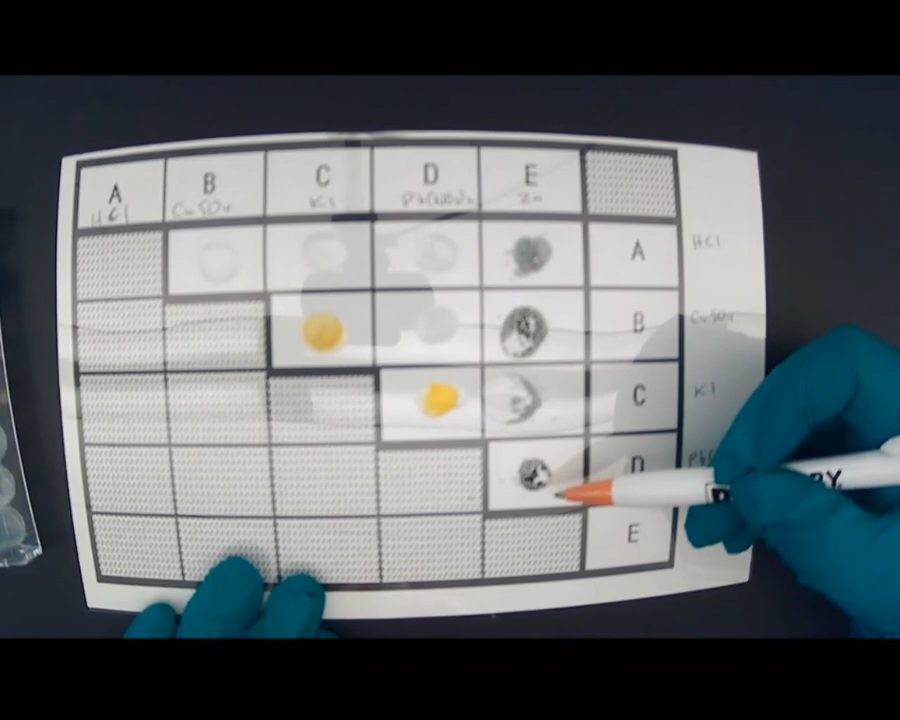 A B C D E
HCl CuSO4 KI Pb(NO3)2 Zn
A HCl
B CuSO4
C KI
D
E